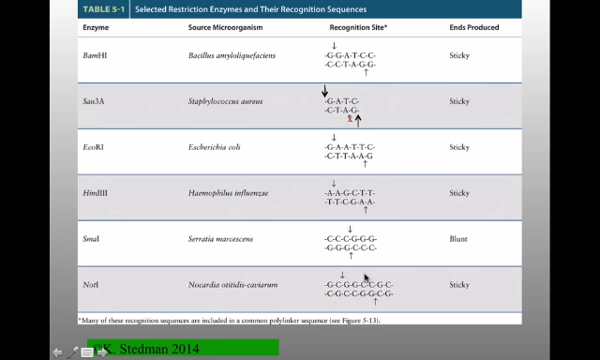 TABLE 5-1 Selected Restriction Enzymes and Their Recognition Sequences
Enzyme Source Microorganism Recognition Site* Ends Produced
BamHI Bacillus amyloliquefaciens -G-G-A-T-C-C- Sticky
-C-C-T-A-G-G-
Sau3A Staphylococcus aureus -G-A-T-C- Sticky
-C-T-A-G-
EcoRI Escherichia coli -G-A-A-T-T-C- Sticky
-C-T-T-A-A-G
HindIII Haemophilus influenzae -A-A-G-C-T-T- Sticky
-T-T-C-G-A-A-
SmaI Serratia marcescens -C-C-C-G-G-G- Blunt
-G-G-G-C-C-C-
NotI Nocardia otitidis-caviarum -G-C-G-G-C-C-G-C- Sticky
-C-G-C-C-G-G-C-G-
*Many of these recognition sequences are included in a common polylinker sequence (see Figure 5-13).
K. Stedman 2014